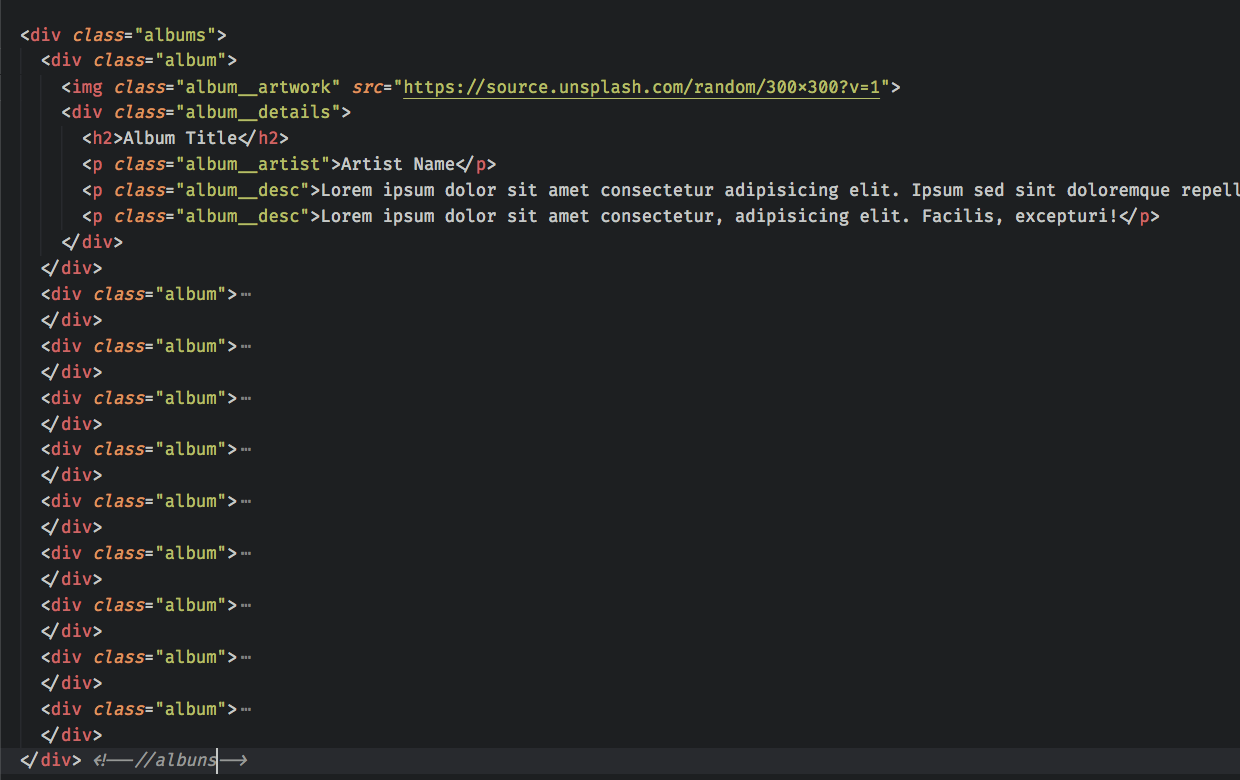 <div class="albums">
<div class="album">
<img class="album__artwork" src="https://source.unsplash.com/random/300×300?v=1">
<div class="album__details">
<h2>Album Title</h2>
<p class="album__artist">Artist Name</p>
<p class="album__desc">Lorem ipsum dolor sit amet consectetur adipisicing elit. Ipsum sed sint doloremque repell
<p class="album__desc">Lorem ipsum dolor sit amet consectetur, adipisicing elit. Facilis, excepturi!</p>
</div>
</div>
<div class="album">⋯
</div>
<div class="album">⋯
</div>
<div class="album">⋯
</div>
<div class="album">⋯
</div>
<div class="album">⋯
</div>
<div class="album">⋯
</div>
<div class="album">⋯
</div>
<div class="album">⋯
</div>
<div class="album">⋯
</div>
</div> <!--//albuns-->